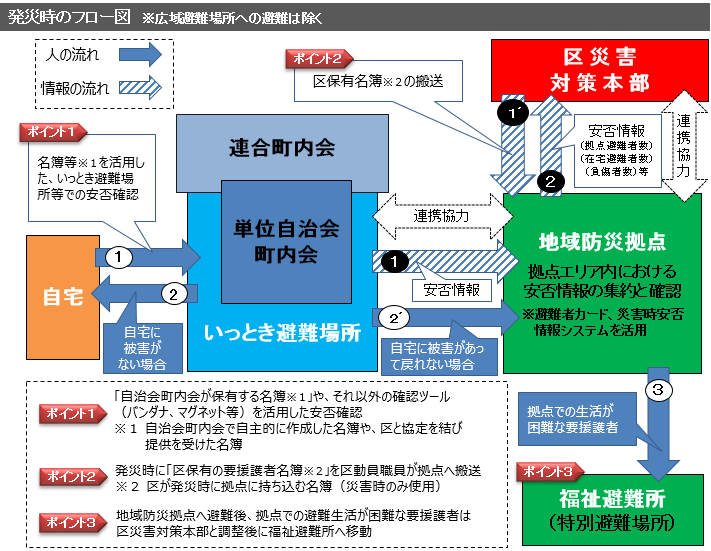 発災時のフロー図 ※広域避難場所への避難は除く
人の流れ
情報の流れ
ポイント2
区保有名簿※2の搬送
区災害
対策本部
ポイント1
名簿等※1を活用し
た、いっとき避難場
所等での安否確認
連合町内会
単位自治会
町内会
いっとき避難場所
1´
2
安否情報
(拠点避難者数)
(在宅避難者数)
(負傷者数)等
連携
協力
連携協力
自宅
1
2
自宅に
被害が
ない場合
1
安否情報
2´
自宅に被害があっ
て戻れない場合
地域防災拠点
拠点エリア内における
安否情報の集約と確認
※避難者カード、災害時安否
情報システムを活用
3
拠点での生活が
困難な要援護者
ポイント3
福祉避難所
(特別避難場所)
ポイント1
「自治会町内会が保有する名簿※1」や、それ以外の確認ツール
(バンダナ、マグネット等)を活用した安否確認
※1 自治会町内会で自主的に作成した名簿や、区と協定を結び
提供を受けた名簿
ポイント2
発災時に「区保有の要援護者名簿※2」を区動員職員が拠点へ搬送
※2 区が発災時に拠点に持ち込む名簿(災害時のみ使用)
ポイント3
地域防災拠点へ避難後、拠点での避難生活が困難な要援護者は
区災害対策本部と調整後に福祉避難所へ移動